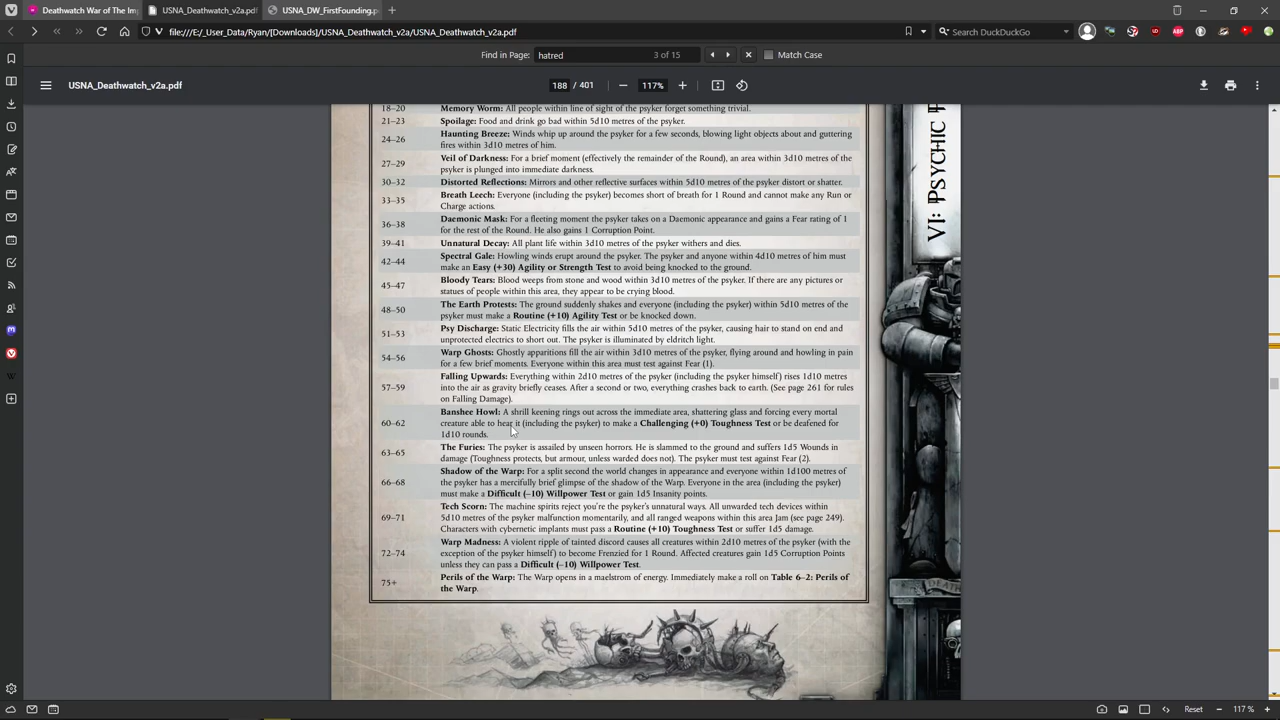 Deathwatch War of The Im
USNA_Deathwatch_v2a.pdf
USNA_DW_FirstFounding.p
file:///E:/_User_Data/Ryan/[Downloads]/USNA_Deathwatch_v2a/USNA_Deathwatch_v2a.pdf
Search DuckDuckGo
Find in Page:
hatred
3 of 15
Match Case
USNA_Deathwatch_v2a.pdf
188 / 401
117%
18–20 Memory Worm: All people within line of sight of the psyker forget something trivial.
21–23 Spoilage: Food and drink go bad within 5d10 metres of the psyker.
24–26 Haunting Breeze: Winds whip up around the psyker for a few seconds, blowing light objects about and guttering
fires within 3d10 metres of him.
27–29 Veil of Darkness: For a brief moment (effectively the remainder of the Round), an area within 3d10 metres of the
psyker is plunged into immediate darkness.
30–32 Distorted Reflections: Mirrors and other reflective surfaces within 5d10 metres of the psyker distort or shatter.
33–35 Breath Leech: Everyone (including the psyker) becomes short of breath for 1 Round and cannot make any Run or
Charge actions.
36–38 Daemonic Mask: For a fleeting moment the psyker takes on a Daemonic appearance and gains a Fear rating of 1
for the rest of the Round. He also gains 1 Corruption Point.
39–41 Unnatural Decay: All plant life within 3d10 metres of the psyker withers and dies.
42–44 Spectral Gale: Howling winds erupt around the psyker. The psyker and anyone within 4d10 metres of him must
make an Easy (+30) Agility or Strength Test to avoid being knocked to the ground.
45–47 Bloody Tears: Blood weeps from stone and wood within 3d10 metres of the psyker. If there are any pictures or
statues of people within this area, they appear to be crying blood.
48–50 The Earth Protests: The ground suddenly shakes and everyone (including the psyker) within 5d10 metres of the
psyker must make a Routine (+10) Agility Test or be knocked down.
51–53 Psy Discharge: Static Electricity fills the air within 5d10 metres of the psyker, causing hair to stand on end and
unprotected electrics to short out. The psyker is illuminated by eldritch light.
54–56 Warp Ghosts: Ghostly apparitions fill the air within 3d10 metres of the psyker, flying around and howling in pain
for a few brief moments. Everyone within this area must test against Fear (1).
57–59 Falling Upwards: Everything within 2d10 metres of the psyker (including the psyker himself) rises 1d10 metres
into the air as gravity briefly ceases. After a second or two, everything crashes back to earth. (See page 261 for rules
on Falling Damage).
60–62 Banshee Howl: A shrill keening rings out across the immediate area, shattering glass and forcing every mortal
creature able to hear it (including the psyker) to make a Challenging (+0) Toughness Test or be deafened for
1d10 rounds.
63–65 The Furies: The psyker is assailed by unseen horrors. He is slammed to the ground and suffers 1d5 Wounds in
damage (Toughness protects, but armour, unless warded does not). The psyker must test against Fear (2).
66–68 Shadow of the Warp: For a split second the world changes in appearance and everyone within 1d100 metres of
the psyker has a mercifully brief glimpse of the shadow of the Warp. Everyone in the area (including the psyker)
must make a Difficult (–10) Willpower Test or gain 1d5 Insanity points.
69–71 Tech Scorn: The machine spirits reject you're the psyker's unnatural ways. All unwarded tech devices within
5d10 metres of the psyker malfunction momentarily, and all ranged weapons within this area Jam (see page 249).
Characters with cybernetic implants must pass a Routine (+10) Toughness Test or suffer 1d5 damage.
72–74 Warp Madness: A violent ripple of tainted discord causes all creatures within 2d10 metres of the psyker (with the
exception of the psyker himself) to become Frenzied for 1 Round. Affected creatures gain 1d5 Corruption Points
unless they can pass a Difficult (–10) Willpower Test.
75+ Perils of the Warp: The Warp opens in a maelstrom of energy. Immediately make a roll on Table 6–2: Perils of
the Warp.
VI: PSYCHIC
Reset
117 %